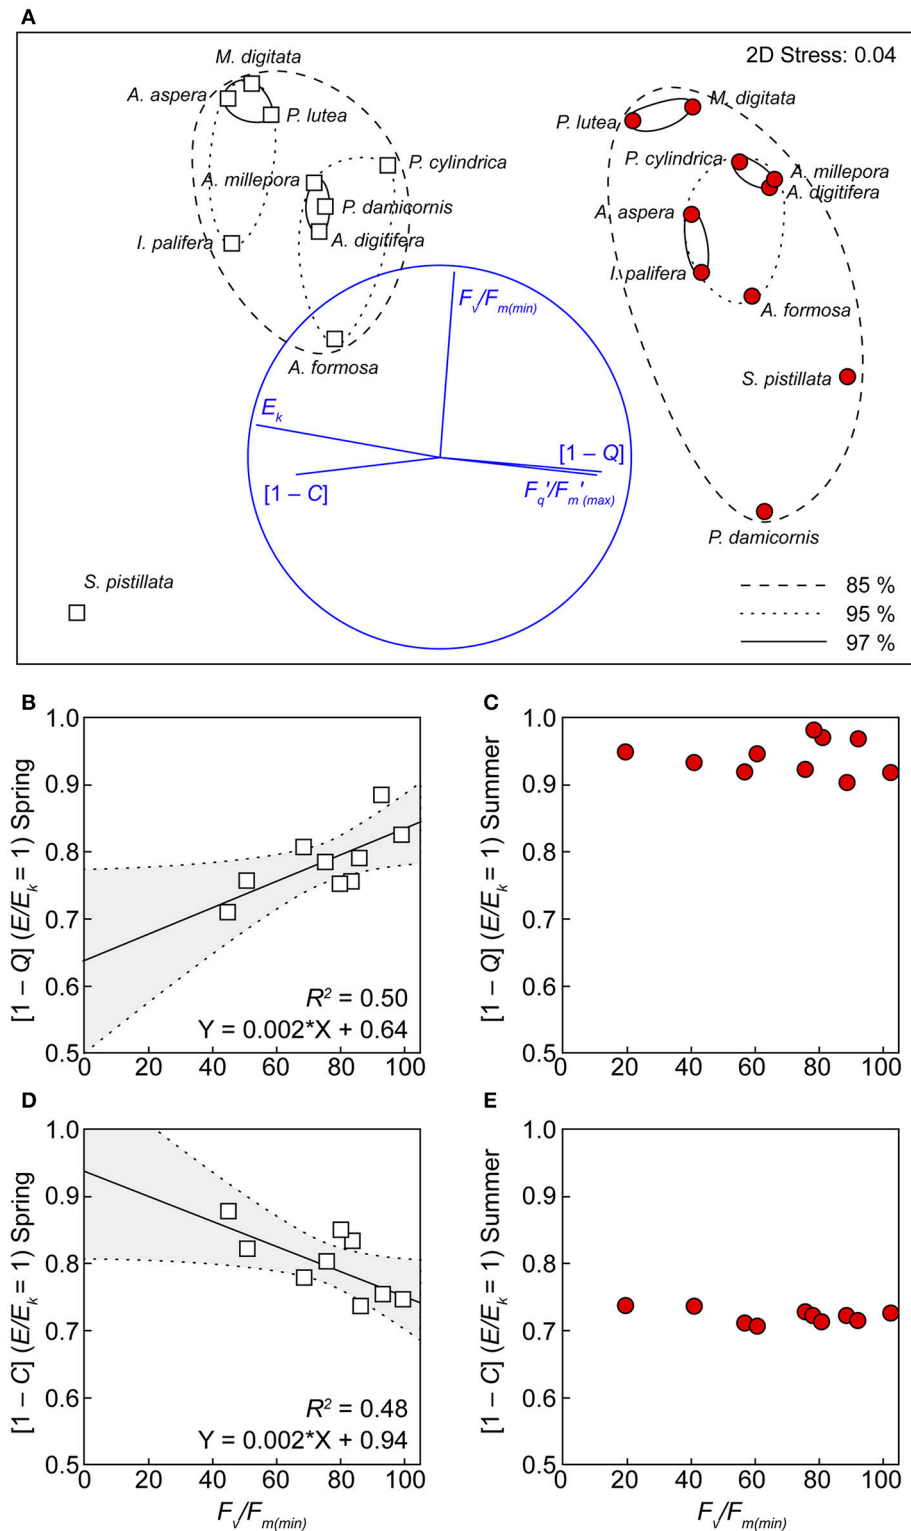 A
2D Stress: 0.04
M. digitata
A. aspera
P. lutea
P. cylindrica
A. millepora
P. damicornis
A. digitifera
I. palifera
A. formosa
S. pistillata
M. digitata
P. lutea
P. cylindrica
A. millepora
A. digitifera
A. aspera
I. palifera
A. formosa
S. pistillata
P. damicornis
Fv/Fm(min)
Ek
[1 – Q]
[1 – C]
Fq'/Fm'(max)
85 %
95 %
97 %
B
[1 – Q] (E/Ek = 1) Spring
1.0
0.9
0.8
0.7
0.6
0.5
R² = 0.50
Y = 0.002*X + 0.64
0 20 40 60 80 100
C
[1 – Q] (E/Ek = 1) Summer
1.0
0.9
0.8
0.7
0.6
0.5
0 20 40 60 80 100
D
[1 – C] (E/Ek = 1) Spring
1.0
0.9
0.8
0.7
0.6
0.5
R² = 0.48
Y = 0.002*X + 0.94
0 20 40 60 80 100
Fv/Fm(min)
E
[1 – C] (E/Ek = 1) Summer
1.0
0.9
0.8
0.7
0.6
0.5
0 20 40 60 80 100
Fv/Fm(min)